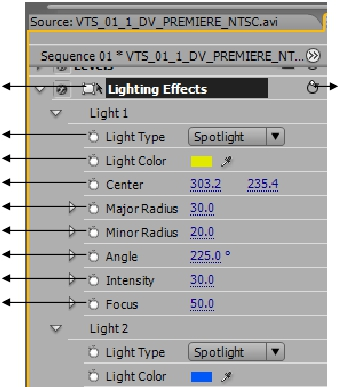 Source: VTS_01_1_DV_PREMIERE_NTSC.avi
Sequence 01 * VTS_01_1_DV_PREMIERE_NT...
Levels
Lighting Effects
Light 1
Light Type Spotlight
Light Color
Center 303.2 235.4
Major Radius 30.0
Minor Radius 20.0
Angle 225.0 °
Intensity 30.0
Focus 50.0
Light 2
Light Type Spotlight
Light Color